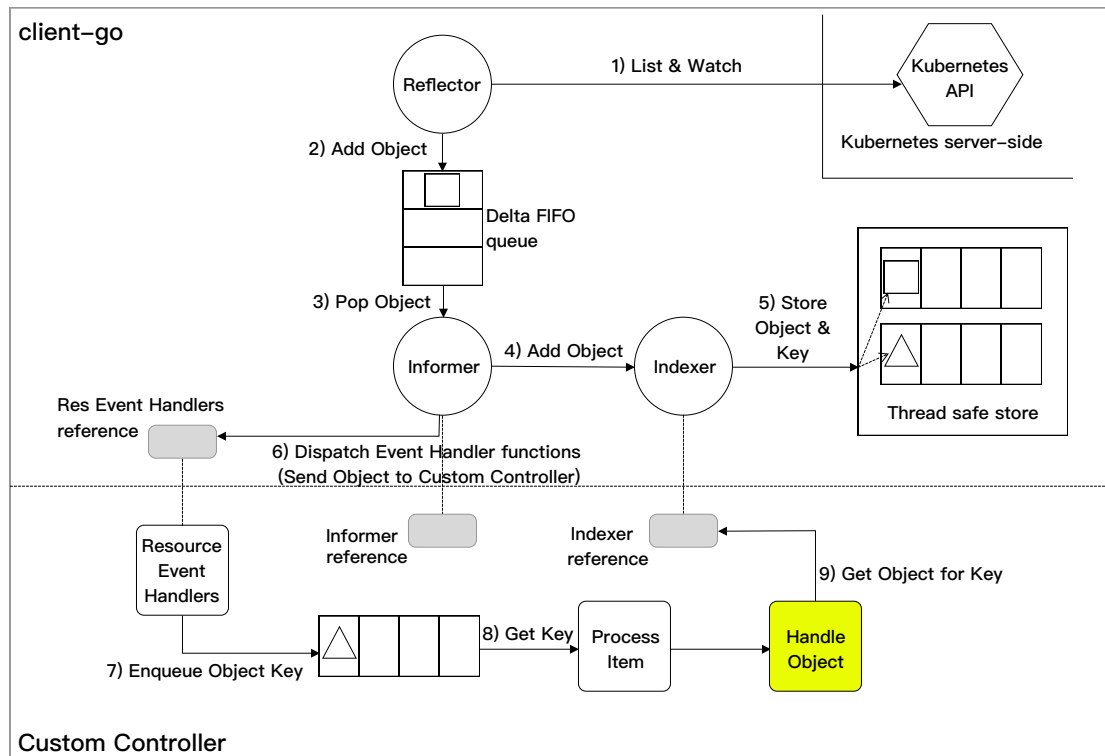 client-go
Reflector
1) List & Watch
Kubernetes
API
Kubernetes server-side
2) Add Object
Delta FIFO
queue
3) Pop Object
Informer
4) Add Object
Indexer
5) Store
Object &
Key
Thread safe store
Res Event Handlers
reference
6) Dispatch Event Handler functions
(Send Object to Custom Controller)
Resource
Event
Handlers
Informer
reference
Indexer
reference
9) Get Object for Key
7) Enqueue Object Key
8) Get Key
Process
Item
Handle
Object
Custom Controller